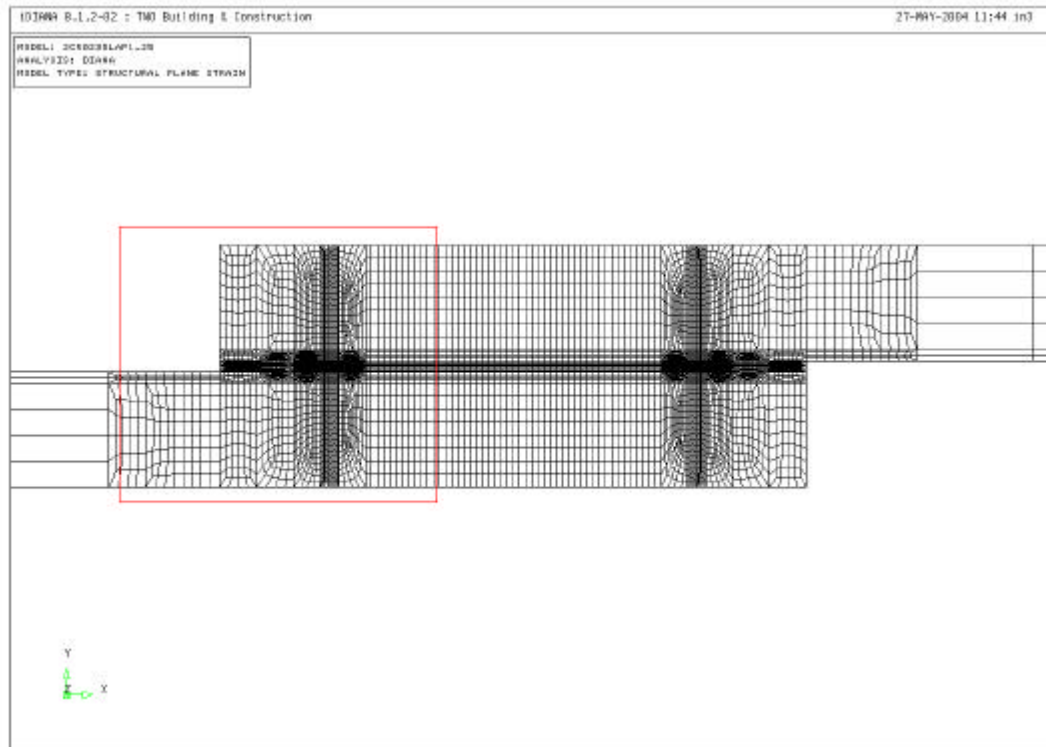 iDIANA 8.1.2-02 : TNO Building & Construction
27-MAY-2004 11:44 in3
ANALYSIS: DIANA
MODEL TYPE: STRUCTURAL PLANE STRAIN
Y
Z X